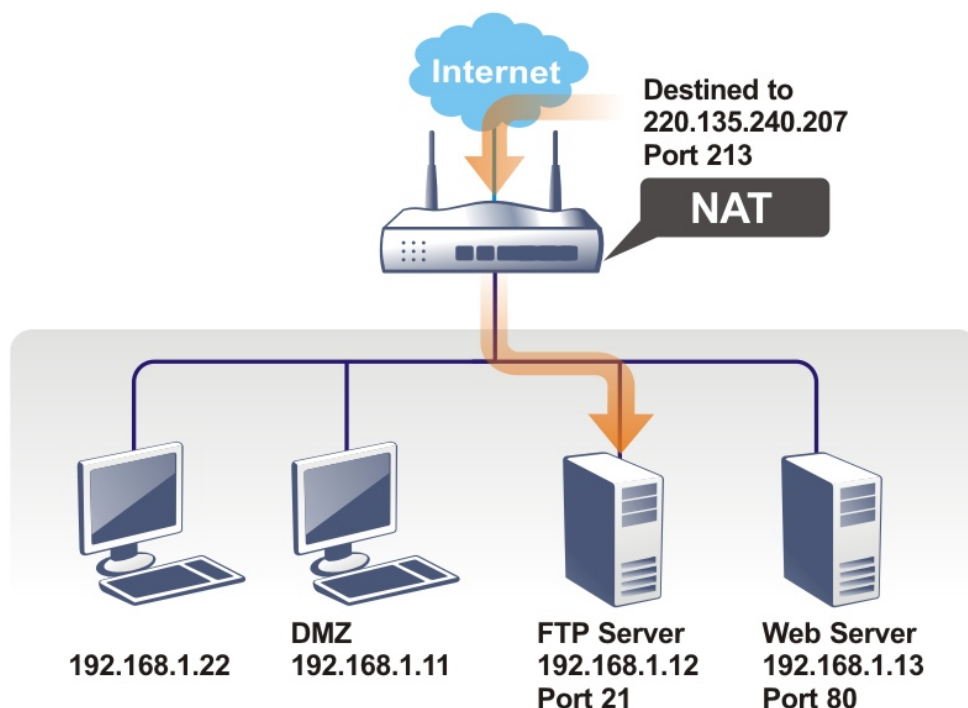 Internet
Destined to
220.135.240.207
Port 213
NAT
192.168.1.22
DMZ
192.168.1.11
FTP Server
192.168.1.12
Port 21
Web Server
192.168.1.13
Port 80